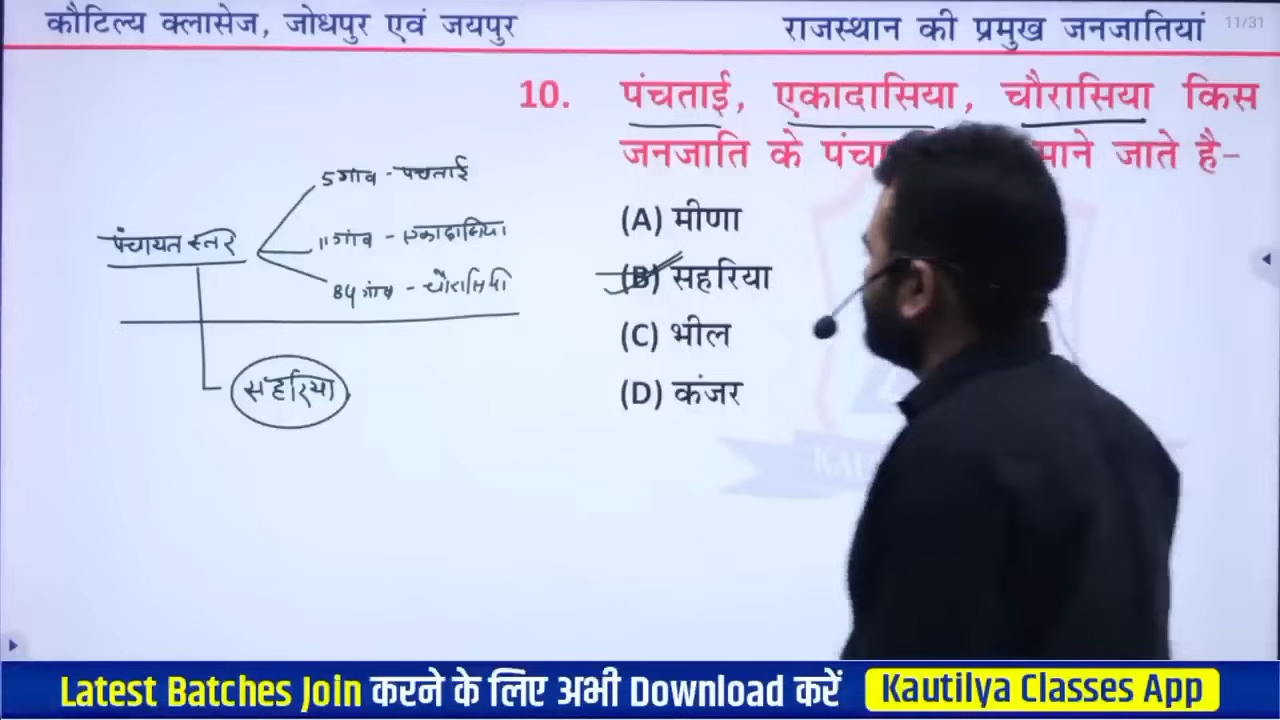 कौटिल्य क्लासेज, जोधपुर एवं जयपुर
राजस्थान की प्रमुख जनजातियां
11/31
10. पंचताई, एकादासिया, चौरासिया किस
जनजाति के माने जाते है-
(A) मीणा
(B) सहरिया
(C) भील
(D) कंजर
पंचायत स्तर
5 गांव - पचताई
11 गांव - एकादासिया
84 गांव - चौरासिया
सहरिया
Latest Batches Join करने के लिए अभी Download करें
Kautilya Classes App